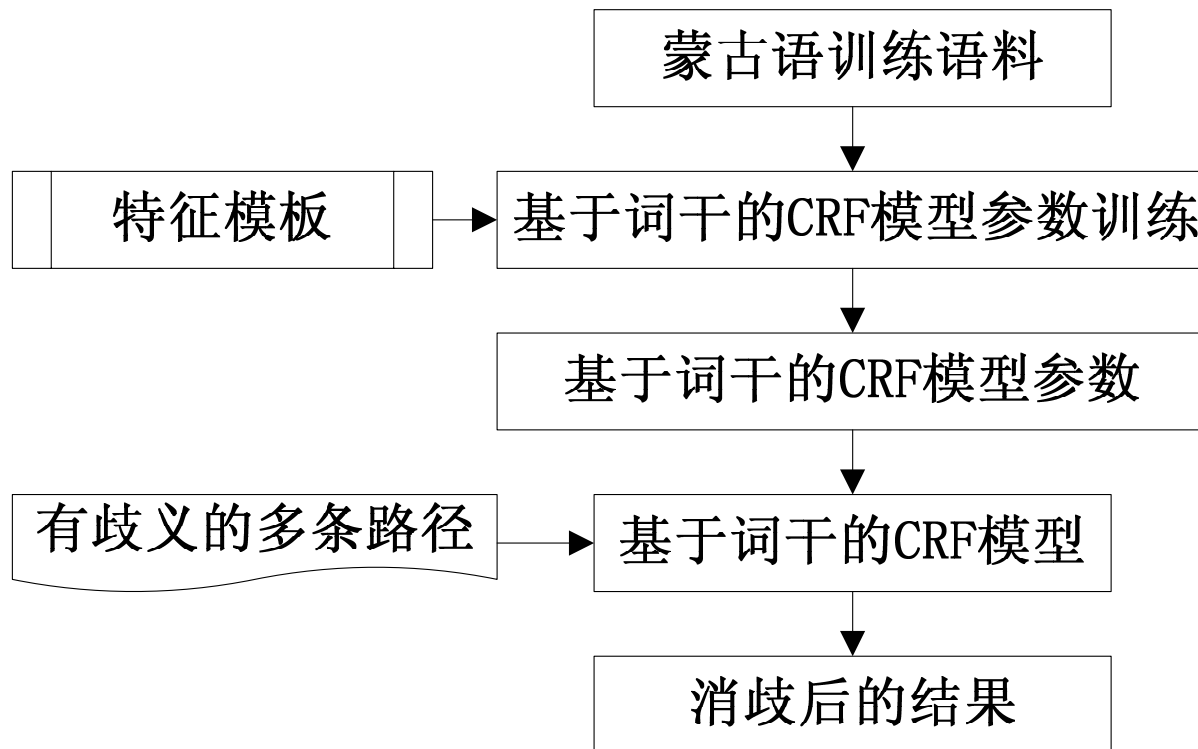 蒙古语训练语料
特征模板
基于词干的CRF模型参数训练
基于词干的CRF模型参数
有歧义的多条路径
基于词干的CRF模型
消歧后的结果